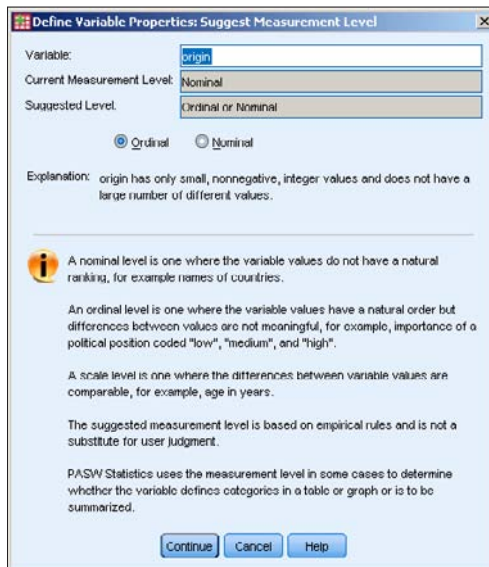 Define Variable Properties: Suggest Measurement Level
Variable: origin
Current Measurement Level: Nominal
Suggested Level: Ordinal or Nominal
Ordinal Nominal
Explanation: origin has only small, nonnegative, integer values and does not have a
large number of different values.
A nominal level is one where the variable values do not have a natural
ranking, for example names of countries.
An ordinal level is one where the variable values have a natural order but
differences between values are not meaningful, for example, importance of a
political position coded "low", "medium", and "high".
A scale level is one where the differences between variable values are
comparable, for example, age in years.
The suggested measurement level is based on empirical rules and is not a
substitute for user judgment.
PASW Statistics uses the measurement level in some cases to determine
whether the variable defines categories in a table or graph or is to be
summarized.
Continue Cancel Help